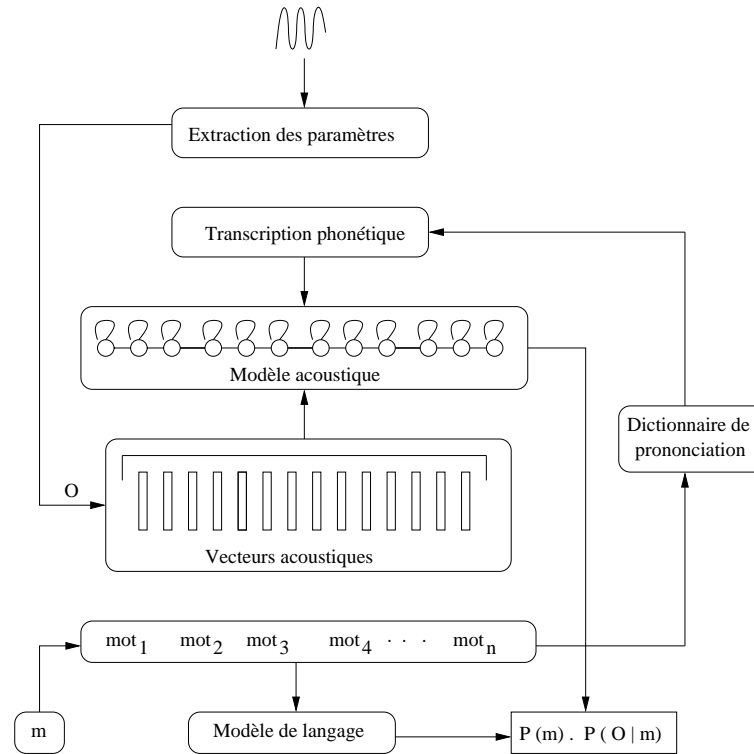 Extraction des paramètres
Transcription phonétique
Modèle acoustique
Dictionnaire de
prononciation
O
Vecteurs acoustiques
mot1 mot2 mot3 mot4 . . . motn
m
Modèle de langage
P (m) . P ( O | m)